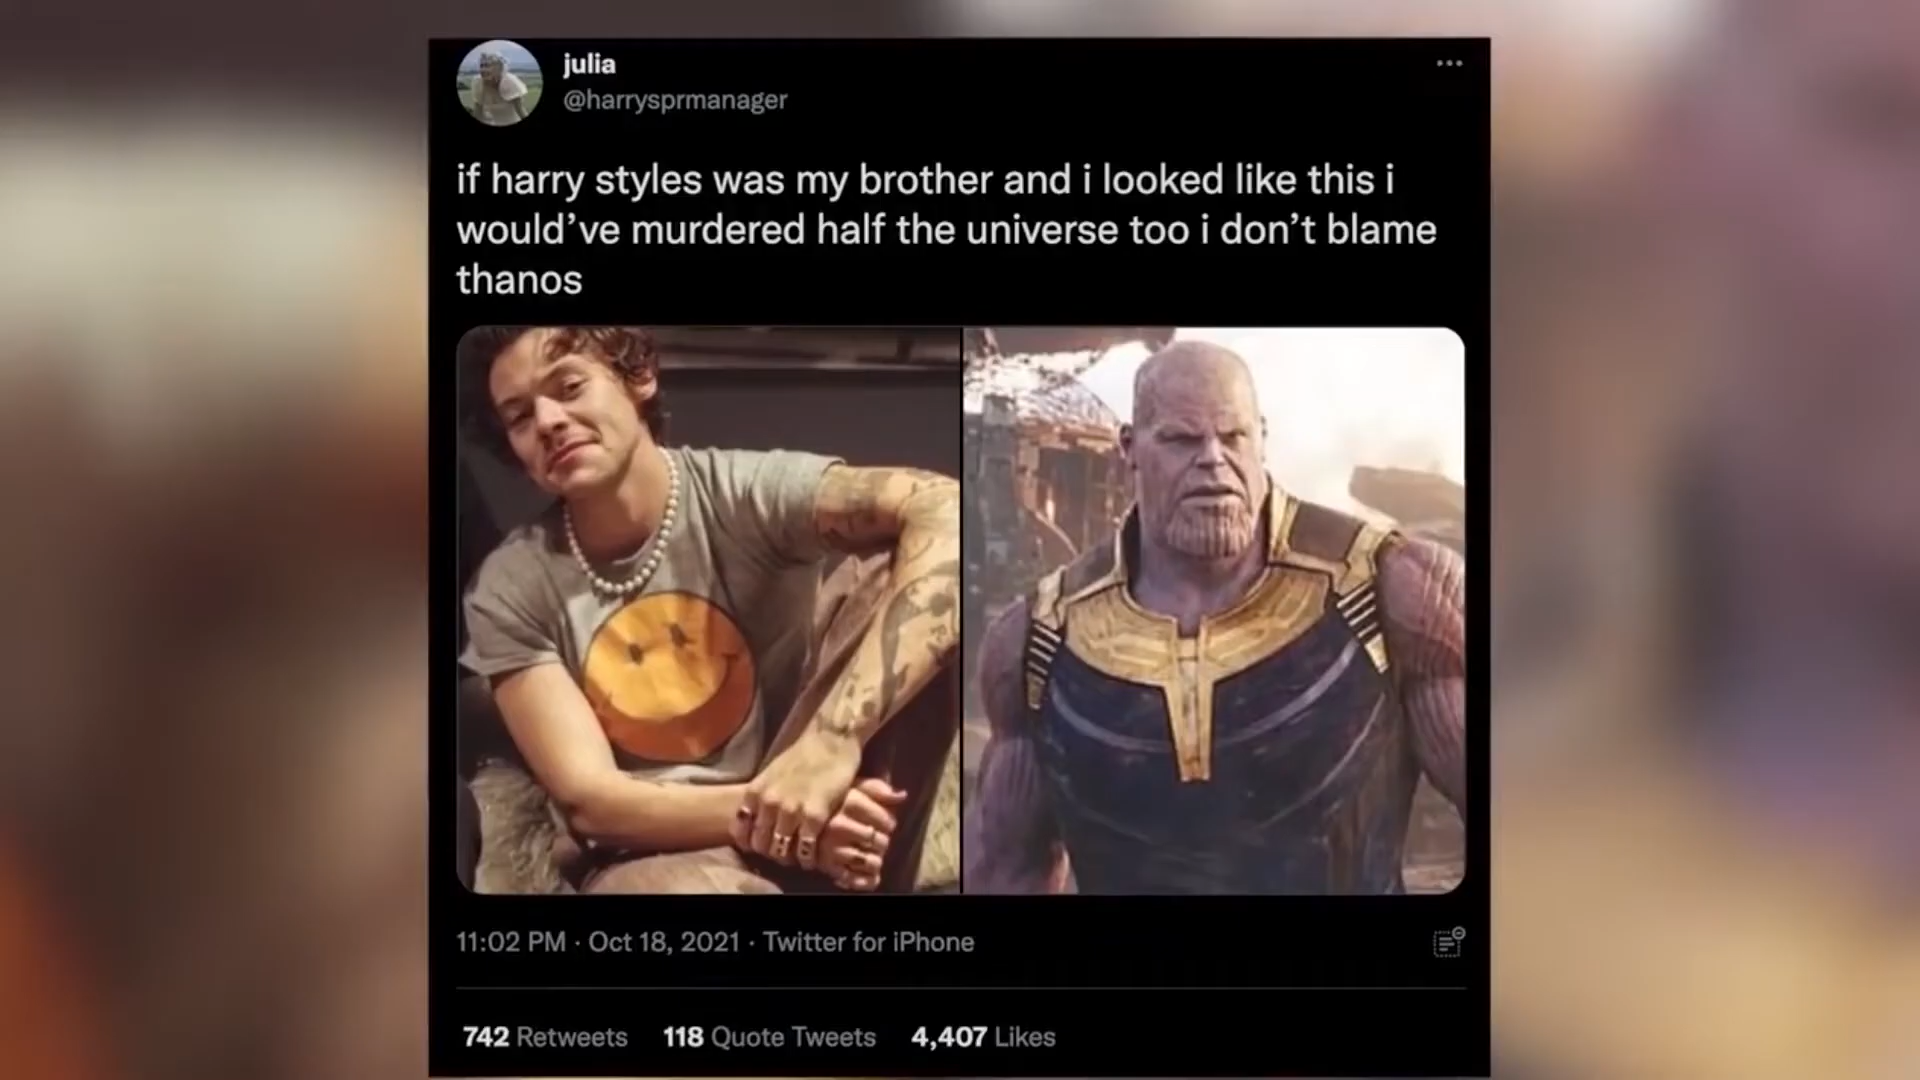 julia
@harrysprmanager
if harry styles was my brother and i looked like this i
would’ve murdered half the universe too i don’t blame
thanos
11:02 PM · Oct 18, 2021 · Twitter for iPhone
742 Retweets 118 Quote Tweets 4,407 Likes